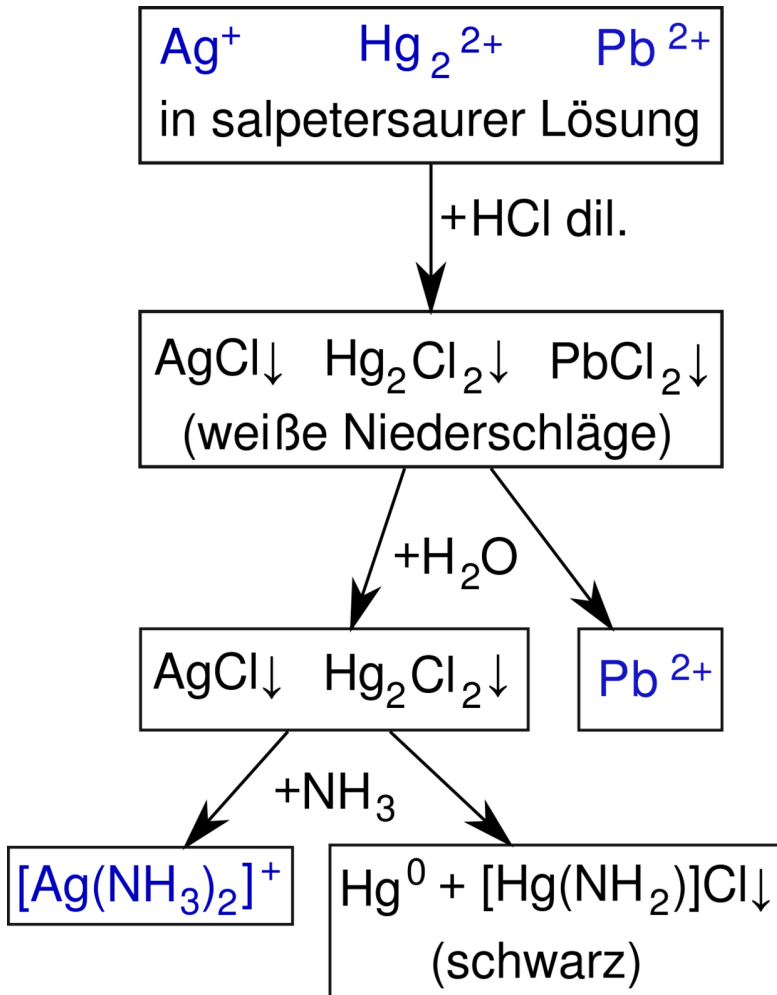 Ag⁺ Hg₂²⁺ Pb²⁺
in salpetersaurer Lösung
+HCl dil.
AgCl↓ Hg₂Cl₂↓ PbCl₂↓
(weiße Niederschläge)
+H₂O
AgCl↓ Hg₂Cl₂↓
Pb²⁺
+NH₃
[Ag(NH₃)₂]⁺
Hg⁰ + [Hg(NH₂)]Cl↓
(schwarz)